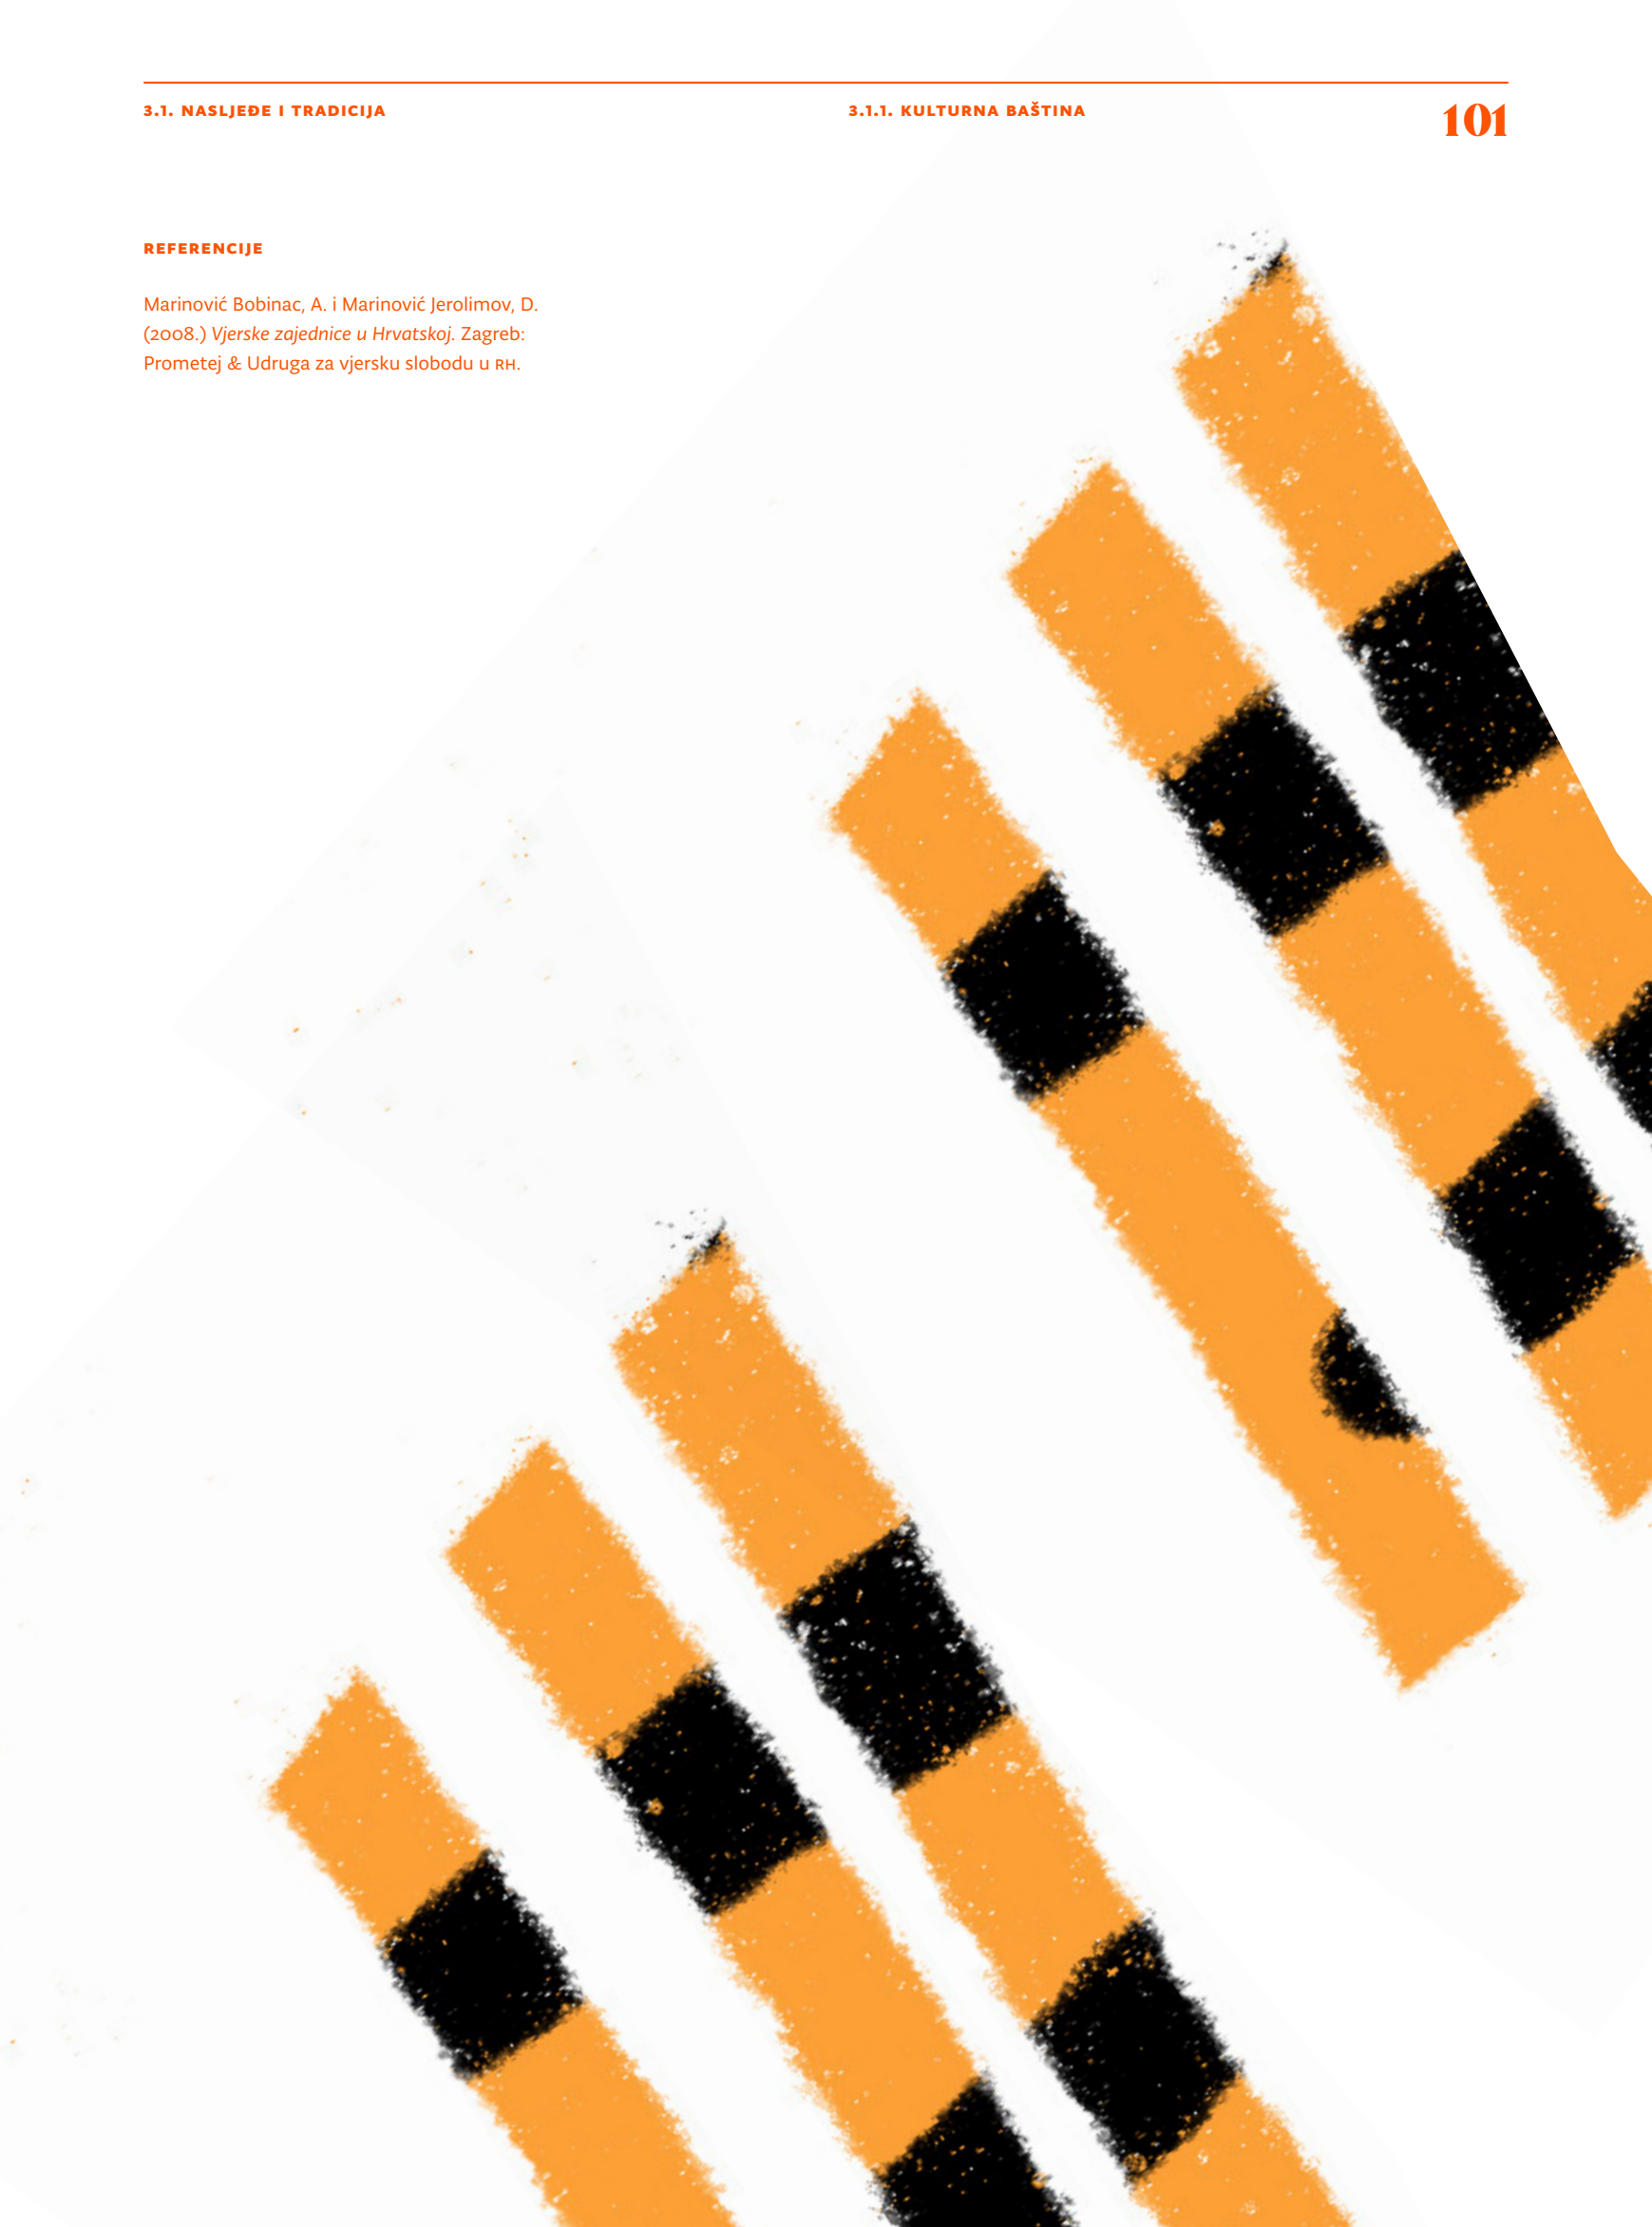 3.1. NASLJEĐE I TRADICIJA
3.1.1. KULTURNA BAŠTINA
101
REFERENCIJE
Marinović Bobinac, A. i Marinović Jerolimov, D.
(2008.) Vjerske zajednice u Hrvatskoj. Zagreb:
Prometej & Udruga za vjersku slobodu u RH.